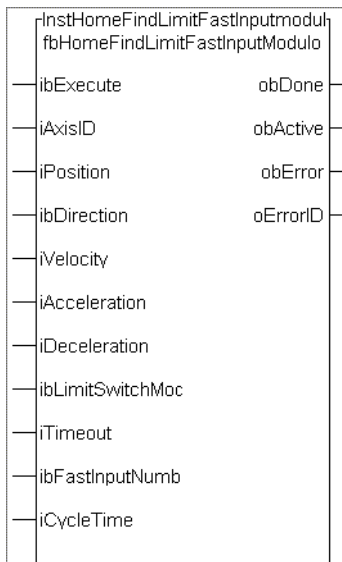 InstHomeFindLimitFastInputmodul
fbHomeFindLimitFastInputModulo
ibExecute obDone
iAxisID obActive
iPosition obError
ibDirection oErrorID
iVelocity
iAcceleration
iDeceleration
ibLimitSwitchMoc
iTimeout
ibFastInputNumb
iCycleTime